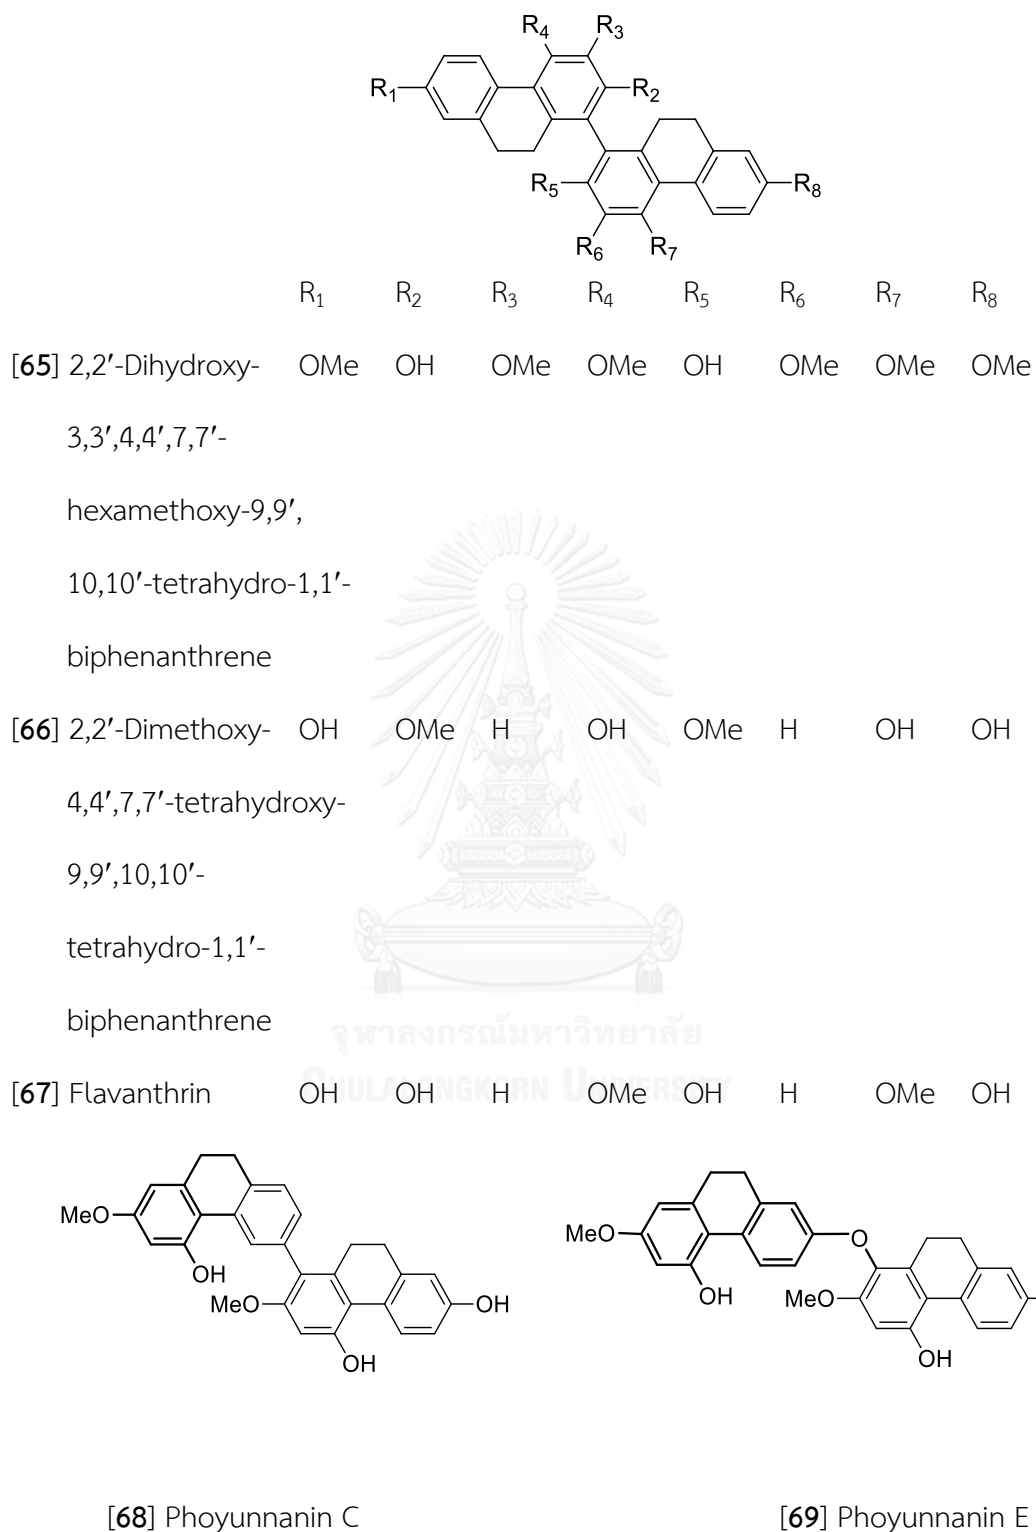 R₄ R₃
R₁ R₂
R₅ R₈
R₆ R₇
R₁ R₂ R₃ R₄ R₅ R₆ R₇ R₈
[65] 2,2′-Dihydroxy- OMe OH OMe OMe OH OMe OMe OMe
3,3′,4,4′,7,7′-
hexamethoxy-9,9′,
10,10′-tetrahydro-1,1′-
biphenanthrene
[66] 2,2′-Dimethoxy- OH OMe H OH OMe H OH OH
4,4′,7,7′-tetrahydroxy-
9,9′,10,10′-
tetrahydro-1,1′-
biphenanthrene
จุฬาลงกรณ์มหาวิทยาลัย
[67] Flavanthrin OH OH H OMe OH H OMe OH
CHULALONGKORN UNIVERSITY
MeO
OH
MeO OH
OH
MeO O
OH MeO
OH
[68] Phoyunnanin C [69] Phoyunnanin E